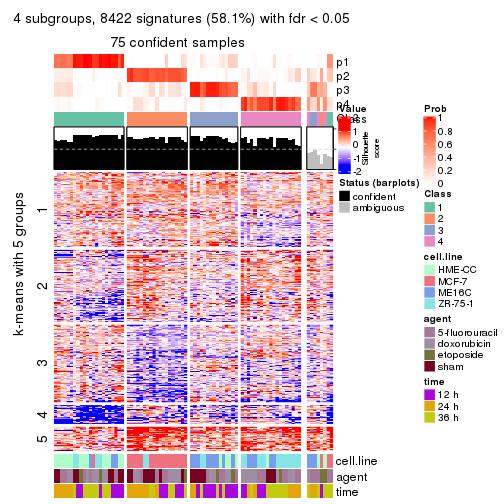 4 subgroups, 8422 signatures (58.1%) with fdr < 0.05
75 confident samples
p1
p2
p3
p4
Class
Silhouette
score
k-means with 5 groups
1
2
3
4
5
cell.line
agent
time
Value
1
0
-1
-2
Status (barplots)
confident
ambiguous
Prob
1
0.8
0.6
0.4
0.2
0
Class
1
2
3
4
cell.line
HME-CC
MCF-7
ME16C
ZR-75-1
agent
5-fluorouracil
doxorubicin
etoposide
sham
time
12 h
24 h
36 h